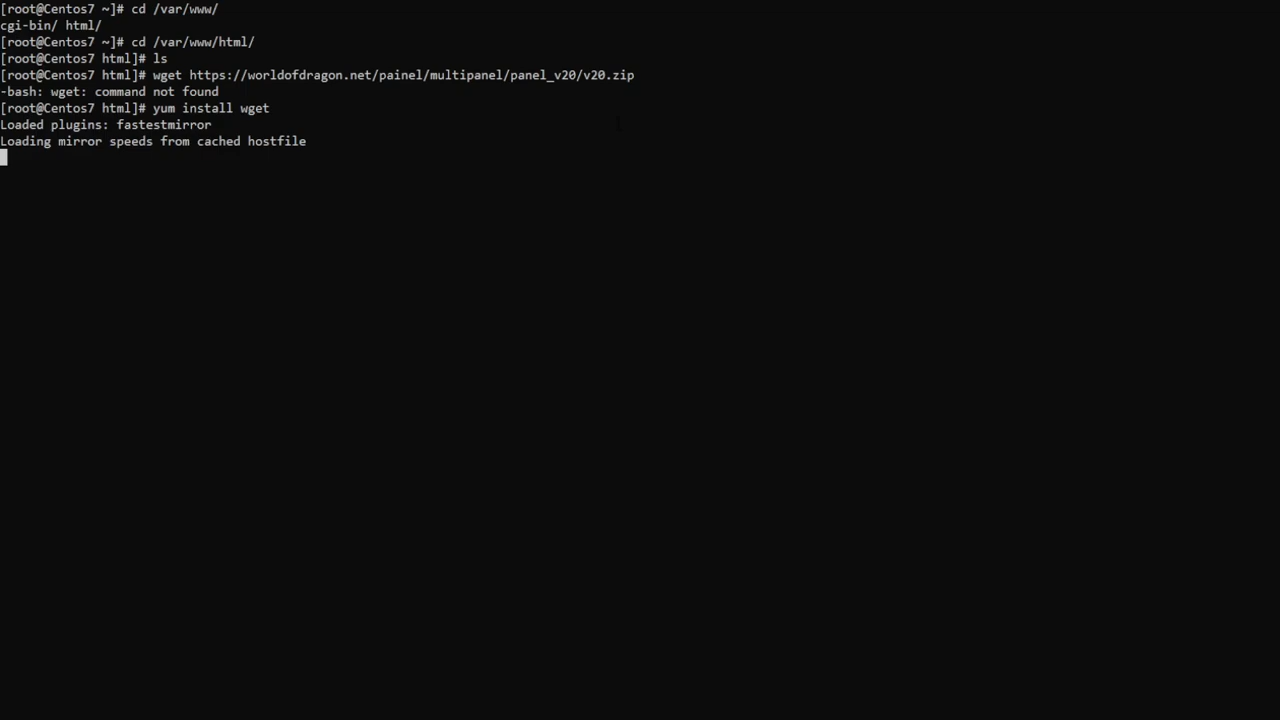 [root@Centos7 ~]# cd /var/www/
cgi-bin/ html/
[root@Centos7 ~]# cd /var/www/html/
[root@Centos7 html]# ls
[root@Centos7 html]# wget https://worldofdragon.net/painel/multipanel/panel_v20/v20.zip
-bash: wget: command not found
[root@Centos7 html]# yum install wget
Loaded plugins: fastestmirror
Loading mirror speeds from cached hostfile